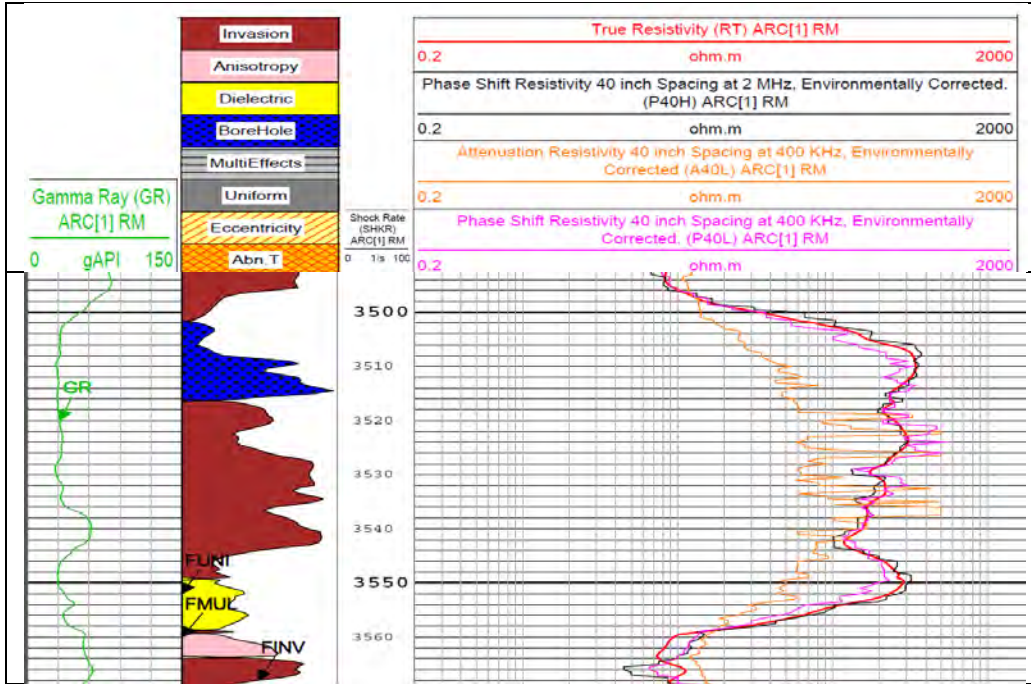 Invasion
Anisotropy
Dielectric
BoreHole
MultiEffects
Uniform
Eccentricity
Abn.T
Gamma Ray (GR)
ARC[1] RM
0 gAPI 150
Shock Rate
(SHKR)
ARC[1] RM
0 1/s 100
True Resistivity (RT) ARC[1] RM
0.2 ohm.m 2000
Phase Shift Resistivity 40 inch Spacing at 2 MHz, Environmentally Corrected.
(P40H) ARC[1] RM
0.2 ohm.m 2000
Attenuation Resistivity 40 inch Spacing at 400 KHz, Environmentally
Corrected (A40L) ARC[1] RM
0.2 ohm.m 2000
Phase Shift Resistivity 40 inch Spacing at 400 KHz, Environmentally
Corrected. (P40L) ARC[1] RM
0.2 ohm.m 2000
3500
3510
GR
3520
3530
3540
FUNI
3550
FMUL
3560
FINV